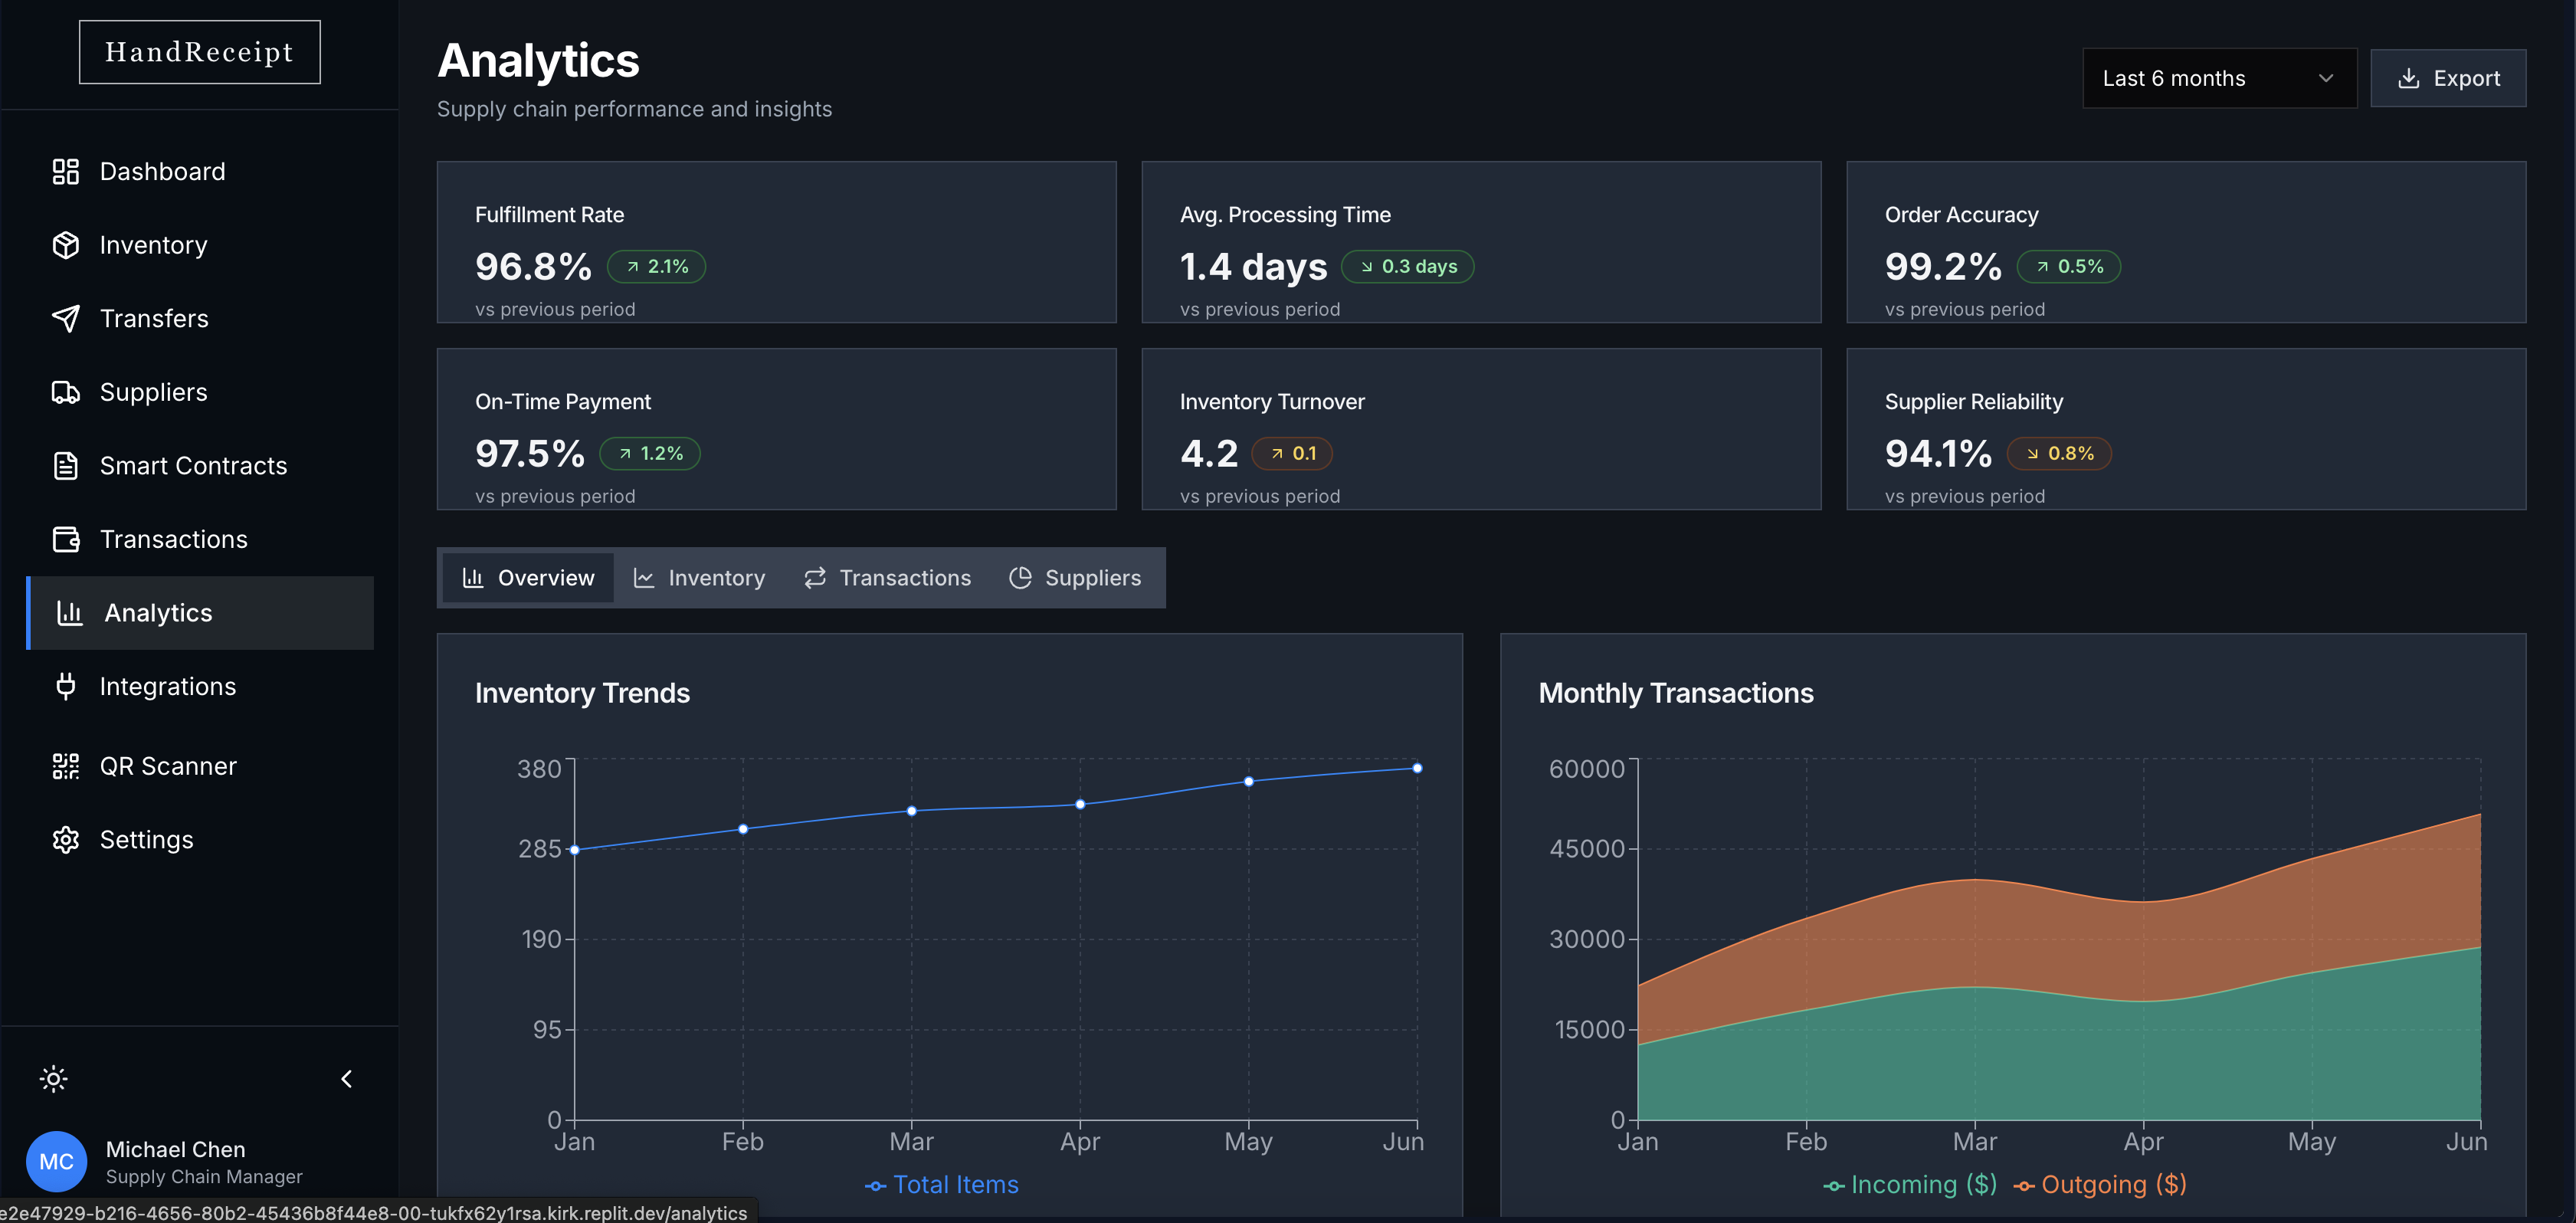 HandReceipt
Dashboard
Inventory
Transfers
Suppliers
Smart Contracts
Transactions
Analytics
Integrations
QR Scanner
Settings
MC
Michael Chen
Supply Chain Manager
e2e47929-b216-4656-80b2-45436b8f44e8-00-tukfx62y1rsa.kirk.replit.dev/analytics
Analytics
Supply chain performance and insights
Last 6 months
Export
Fulfillment Rate
96.8% 2.1%
vs previous period
Avg. Processing Time
1.4 days 0.3 days
vs previous period
Order Accuracy
99.2% 0.5%
vs previous period
On-Time Payment
97.5% 1.2%
vs previous period
Inventory Turnover
4.2 0.1
vs previous period
Supplier Reliability
94.1% 0.8%
vs previous period
Overview Inventory Transactions Suppliers
Inventory Trends
380
285
190
95
0
Jan Feb Mar Apr May Jun
Total Items
Monthly Transactions
60000
45000
30000
15000
0
Jan Feb Mar Apr May Jun
Incoming ($) Outgoing ($)